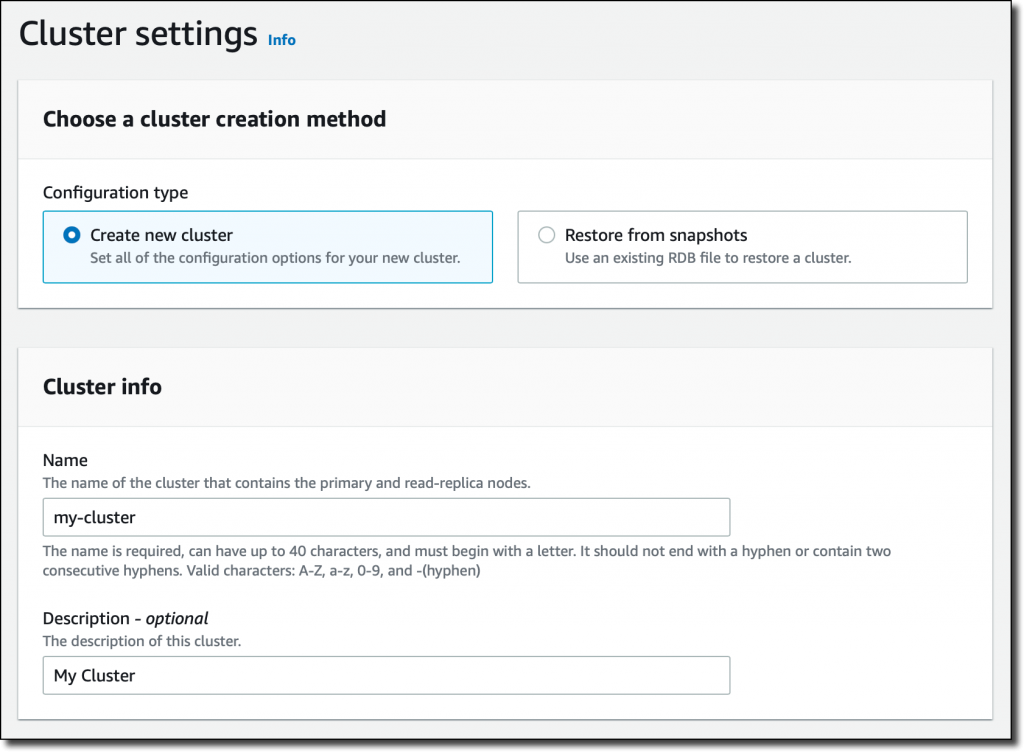 Cluster settings Info
Choose a cluster creation method
Configuration type
Create new cluster
Set all of the configuration options for your new cluster.
Restore from snapshots
Use an existing RDB file to restore a cluster.
Cluster info
Name
The name of the cluster that contains the primary and read-replica nodes.
my-cluster
The name is required, can have up to 40 characters, and must begin with a letter. It should not end with a hyphen or contain two
consecutive hyphens. Valid characters: A-Z, a-z, 0-9, and -(hyphen)
Description - optional
The description of this cluster.
My Cluster